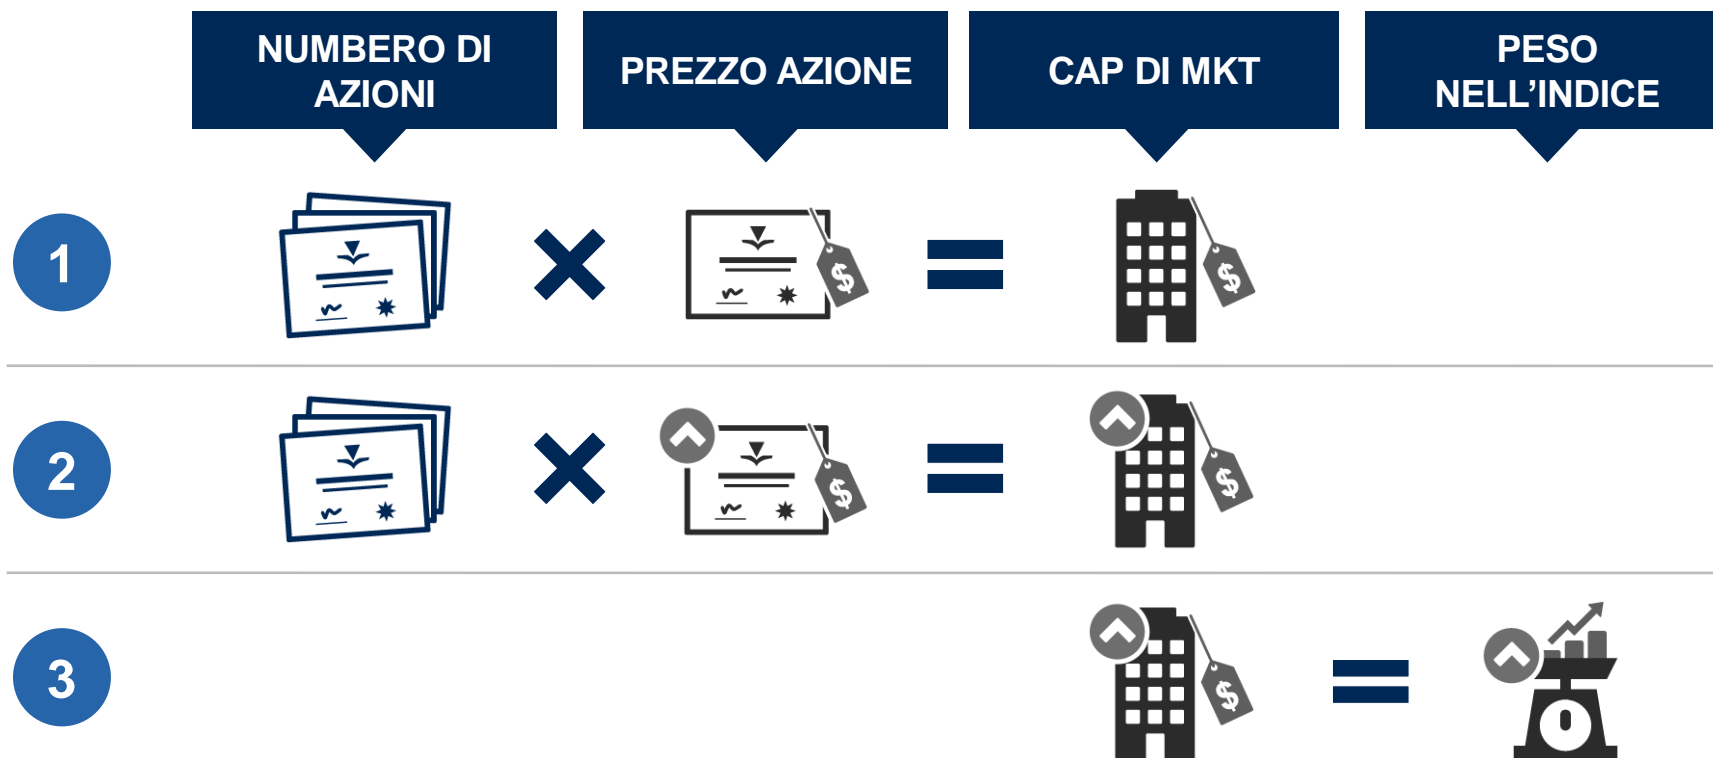 NUMBERO DI
AZIONI
PREZZO AZIONE
CAP DI MKT
PESO
NELL’INDICE
1
$
$
2
$
$
3
$